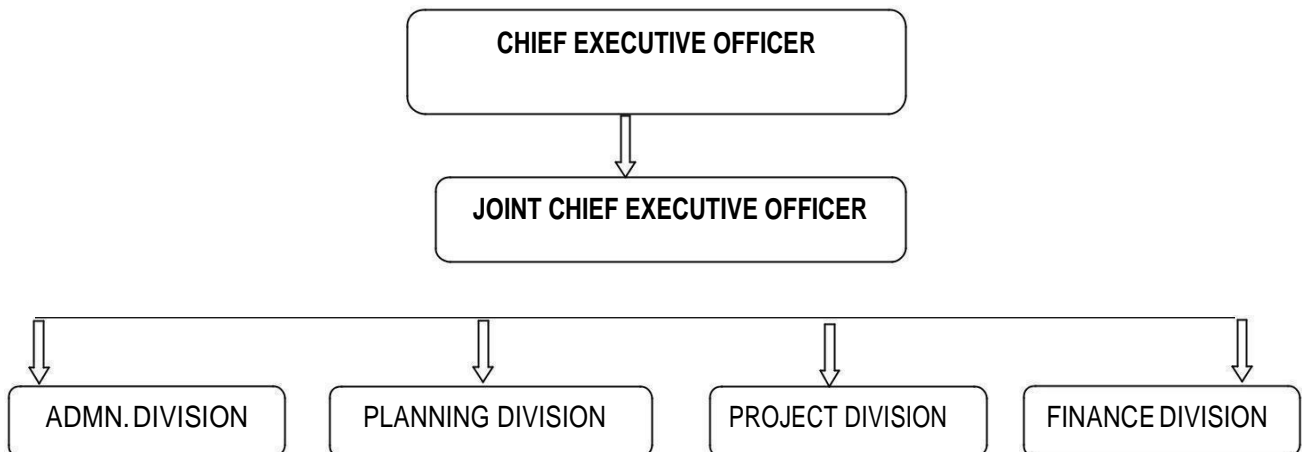 CHIEF EXECUTIVE OFFICER
JOINT CHIEF EXECUTIVE OFFICER
ADMN. DIVISION
PLANNING DIVISION
PROJECT DIVISION
FINANCE DIVISION